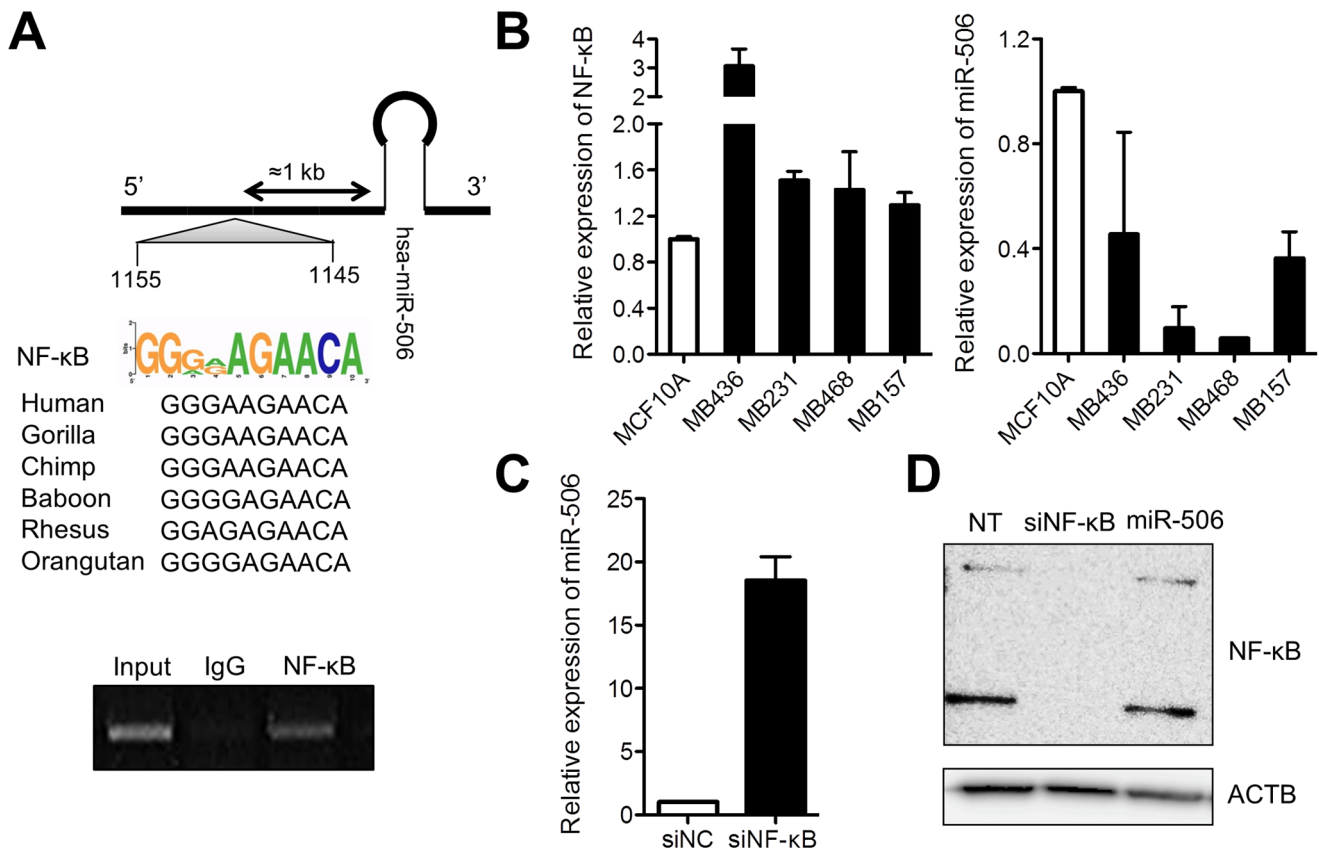 A
≈1 kb
5’
3’
1155
1145
hsa-miR-506
NF-κB
GGGAAGAACA
Human GGGAAGAACA
Gorilla GGGAAGAACA
Chimp GGGAAGAACA
Baboon GGGGAGAACA
Rhesus GGAGAGAACA
Orangutan GGGGAGAACA
Input IgG NF-κB
B
Relative expression of NF-κB
4
3
2
2.0
1.6
1.2
0.8
0.4
0.0
MCF10A
MB436
MB231
MB468
MB157
Relative expression of miR-506
1.2
0.8
0.4
0.0
MCF10A
MB436
MB231
MB468
MB157
C
Relative expression of miR-506
25
20
15
10
5
0
siNC
siNF-κB
D
NT siNF-κB miR-506
NF-κB
ACTB